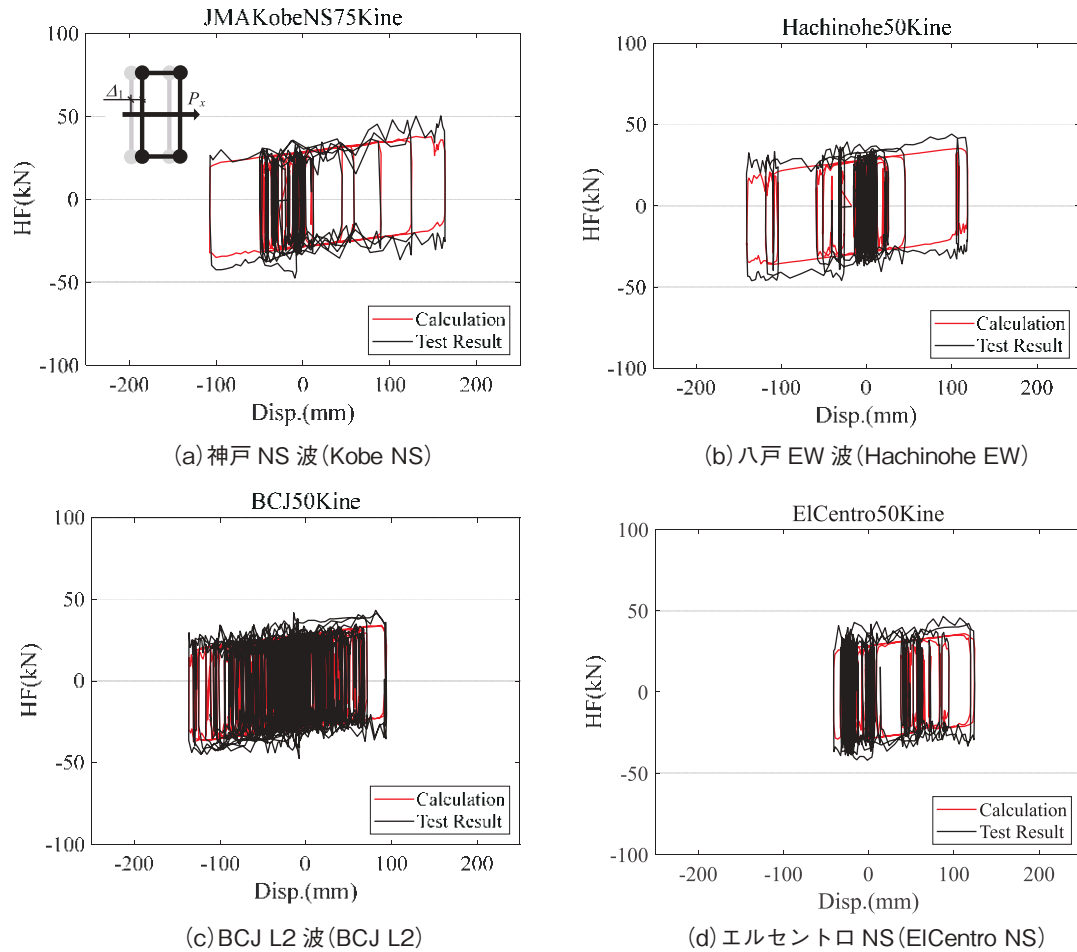 JMAKobeNS75Kine
100
50
0
-50
-100
HF(kN)
Δ1
Px
Calculation
Test Result
-200
-100
0
100
200
Disp.(mm)
(a)神戸 NS 波(Kobe NS)
Hachinohe50Kine
100
50
0
-50
-100
HF(kN)
Calculation
Test Result
-200
-100
0
100
200
Disp.(mm)
(b)八戸 EW 波(Hachinohe EW)
BCJ50Kine
100
50
0
-50
-100
HF(kN)
Calculation
Test Result
-200
-100
0
100
200
Disp.(mm)
(c)BCJ L2 波(BCJ L2)
ElCentro50Kine
100
50
0
-50
-100
HF(kN)
Calculation
Test Result
-200
-100
0
100
200
Disp.(mm)
(d)エルセントロ NS(ElCentro NS)